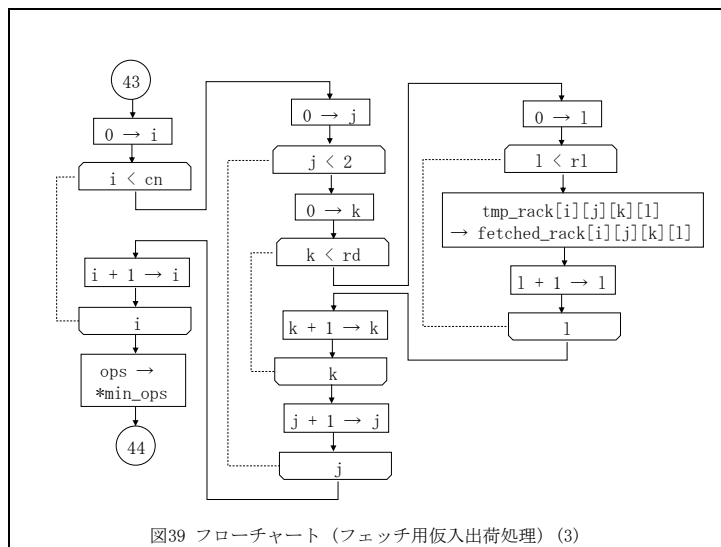 43
0 → i
i < cn
i + 1 → i
i
ops →
*min_ops
44
0 → j
j < 2
0 → k
k < rd
k + 1 → k
k
j + 1 → j
j
0 → l
l < rl
tmp_rack[i][j][k][l]
→ fetched_rack[i][j][k][l]
l + 1 → l
l
図39 フローチャート (フェッチ用仮入出荷処理) (3)